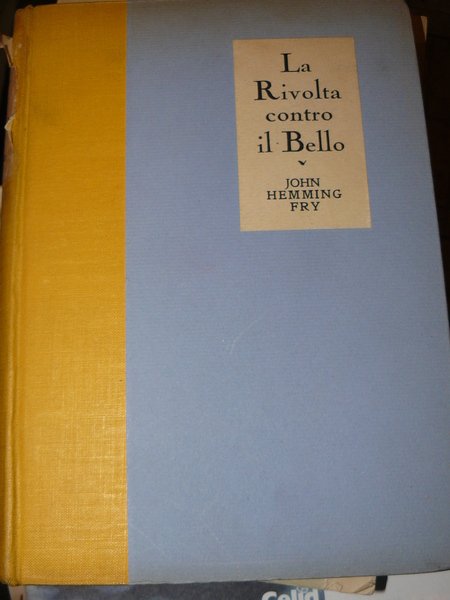 La
Rivolta
contro
il Bello
JOHN
HEMMING
FRY